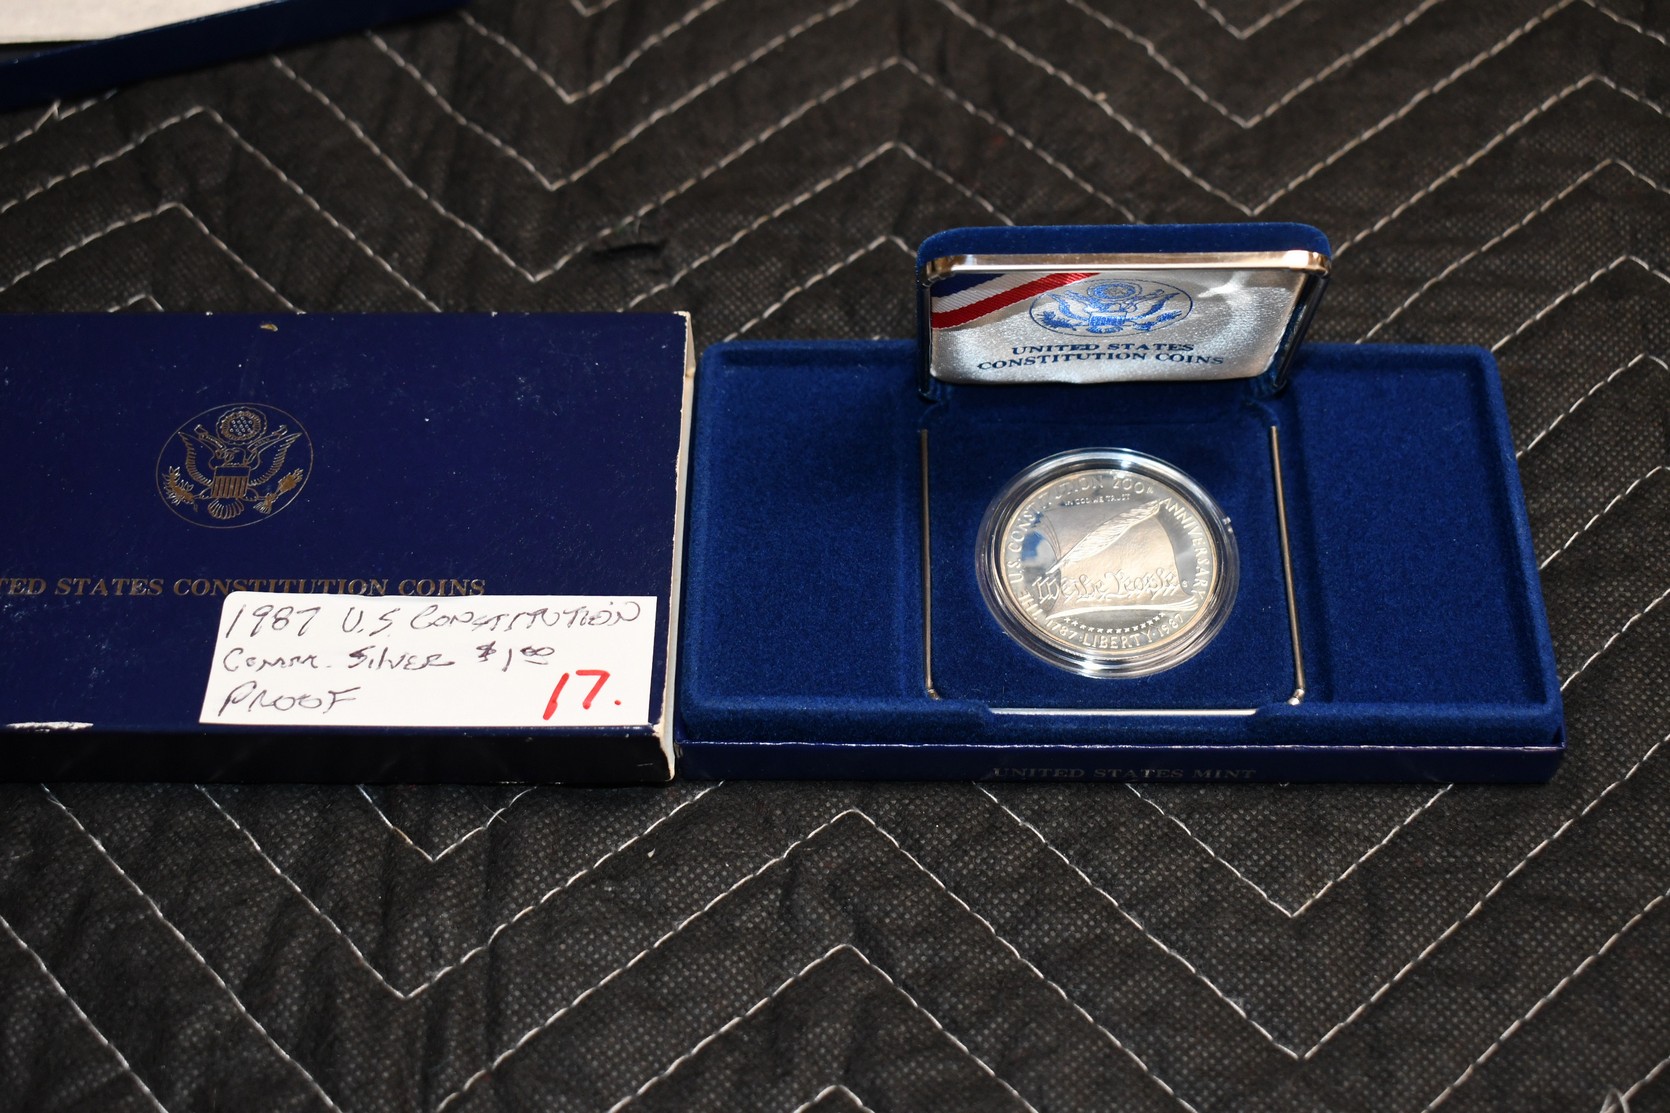 TED STATES CONSTITUTION COINS
1987 U.S. CONSTITUTION
Comm. SILVER $1.00
PROOF
17.
UNITED STATES
CONSTITUTION COINS
THE U.S. CONSTITUTION 200th ANNIVERSARY
IN GOD WE TRUST
We the People
1787 · LIBERTY · 1987
UNITED STATES MINT